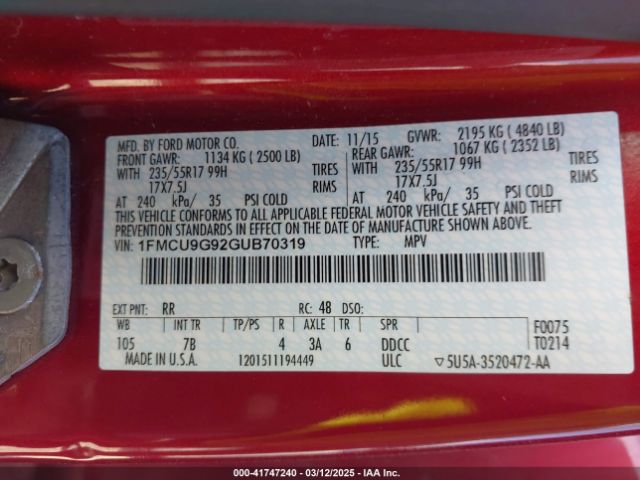 MFD. BY FORD MOTOR CO. DATE: 11/15 GVWR: 2195 KG ( 4840 LB)
FRONT GAWR: 1134 KG ( 2500 LB) REAR GAWR: 1067 KG ( 2352 LB)
WITH 235/55R17 99H TIRES WITH 235/55R17 99H TIRES
17X7.5J RIMS 17X7.5J RIMS
AT 240 kPa/ 35 PSI COLD AT 240 kPa/ 35 PSI COLD
THIS VEHICLE CONFORMS TO ALL APPLICABLE FEDERAL MOTOR VEHICLE SAFETY AND THEFT
PREVENTION STANDARDS IN EFFECT ON THE DATE OF MANUFACTURE SHOWN ABOVE.
VIN: 1FMCU9G92GUB70319 TYPE: MPV
EXT PNT: RR RC: 48 DSO:
WB INT TR TP/PS R AXLE TR SPR F0075
105 7B 4 3A 6 DDCC T0214
MADE IN U.S.A. 1201511194449 ULC ▽5U5A-3520472-AA
000-41747240 - 03/12/2025 - IAA Inc.